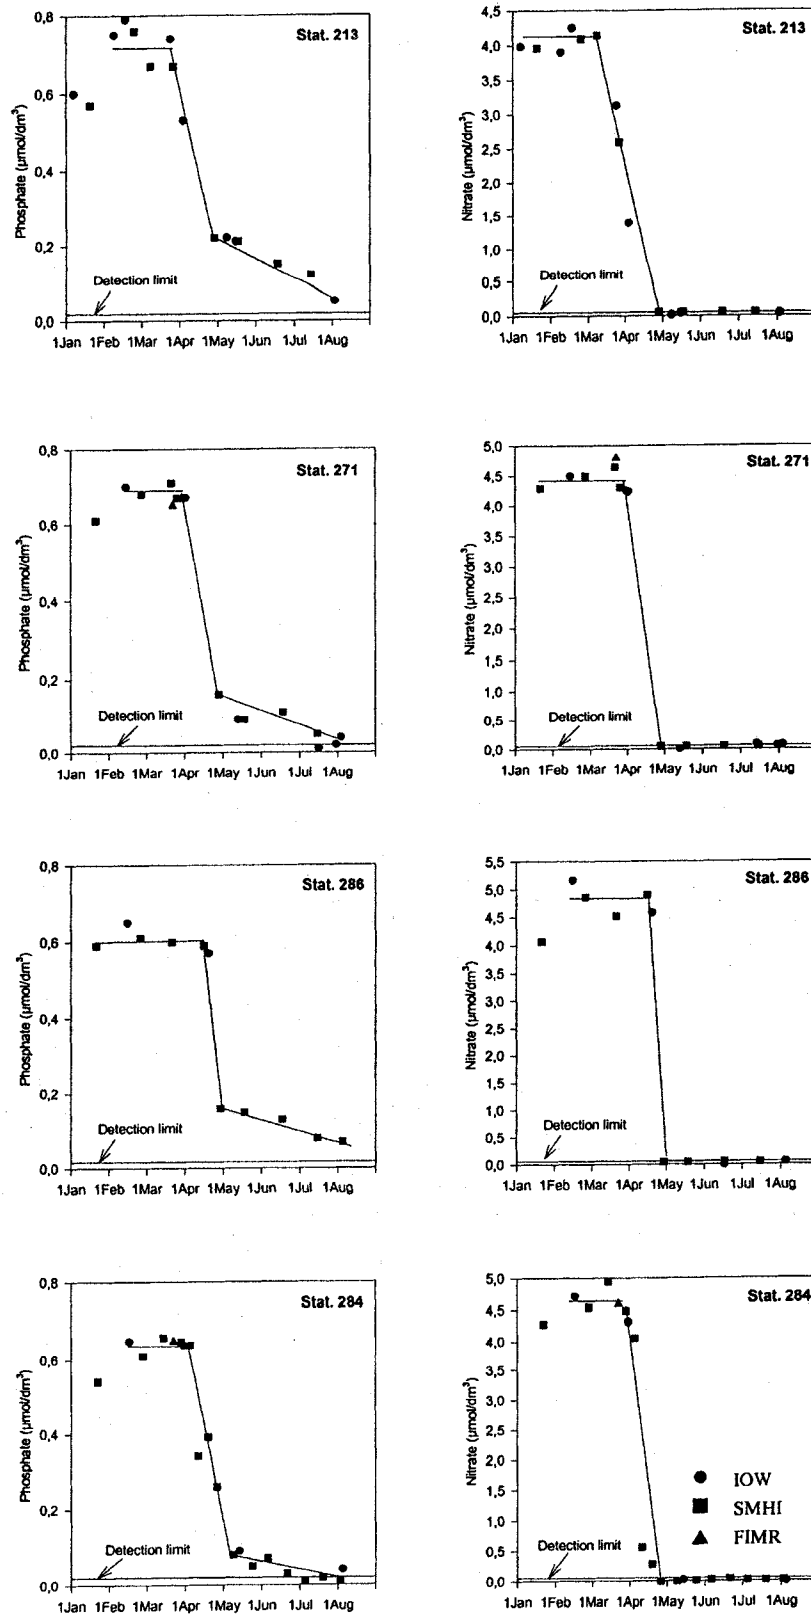 0,8
Stat. 213
0,6
0,4
0,2
0,0
Phosphate (µmol/dm³)
Detection limit
1Jan 1Feb 1Mar 1Apr 1May 1Jun 1Jul 1Aug
4,5
Stat. 213
4,0
3,5
3,0
2,5
2,0
1,5
1,0
0,5
0,0
Nitrate (µmol/dm³)
Detection limit
1Jan 1Feb 1Mar 1Apr 1May 1Jun 1Jul 1Aug
0,8
Stat. 271
0,6
0,4
0,2
0,0
Phosphate (µmol/dm³)
Detection limit
1Jan 1Feb 1Mar 1Apr 1May 1Jun 1Jul 1Aug
5,0
Stat. 271
4,5
4,0
3,5
3,0
2,5
2,0
1,5
1,0
0,5
0,0
Nitrate (µmol/dm³)
Detection limit
1Jan 1Feb 1Mar 1Apr 1May 1Jun 1Jul 1Aug
0,8
Stat. 286
0,6
0,4
0,2
0,0
Phosphate (µmol/dm³)
Detection limit
1Jan 1Feb 1Mar 1Apr 1May 1Jun 1Jul 1Aug
5,5
Stat. 286
5,0
4,5
4,0
3,5
3,0
2,5
2,0
1,5
1,0
0,5
0,0
Nitrate (µmol/dm³)
Detection limit
1Jan 1Feb 1Mar 1Apr 1May 1Jun 1Jul 1Aug
0,8
Stat. 284
0,6
0,4
0,2
0,0
Phosphate (µmol/dm³)
Detection limit
1Jan 1Feb 1Mar 1Apr 1May 1Jun 1Jul 1Aug
5,0
Stat. 284
4,5
4,0
3,5
3,0
2,5
2,0
1,5
1,0
0,5
0,0
Nitrate (µmol/dm³)
IOW
SMHI
FIMR
Detection limit
1Jan 1Feb 1Mar 1Apr 1May 1Jun 1Jul 1Aug